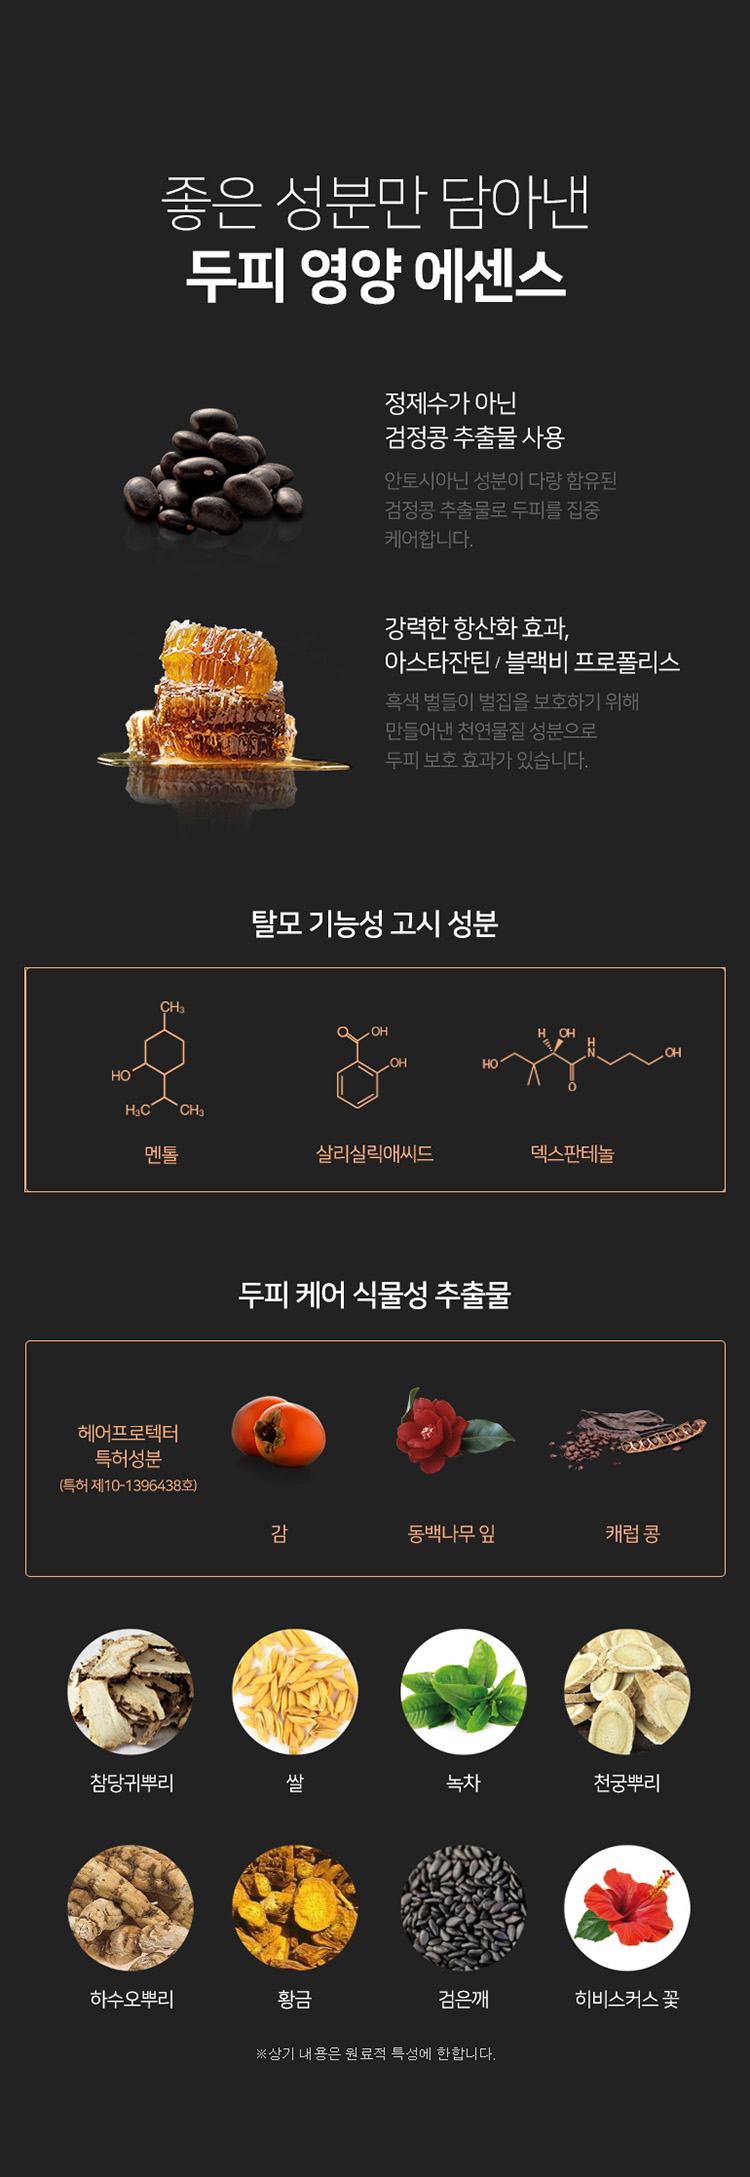 좋은 성분만 담아낸
두피 영양 에센스
정제수가 아닌
검정콩 추출물 사용
안토시아닌 성분이 다량 함유된
검정콩 추출물로 두피를 집중
케어합니다.
강력한 항산화 효과,
아스타잔틴 / 블랙비 프로폴리스
흑색 벌들이 벌집을 보호하기 위해
만들어낸 천연물질 성분으로
두피 보호 효과가 있습니다.
탈모 기능성 고시 성분
CH₃
HO
H₃C CH₃
O OH
OH
H OH
HO
H
N
OH
O
멘톨 살리실릭애씨드 덱스판테놀
두피 케어 식물성 추출물
헤어프로텍터
특허성분
(특허 제10-1396438호)
감 동백나무 잎 캐럽 콩
참당귀뿌리 쌀 녹차 천궁뿌리
하수오뿌리 황금 검은깨 히비스커스 꽃
※상기 내용은 원료적 특성에 한합니다.